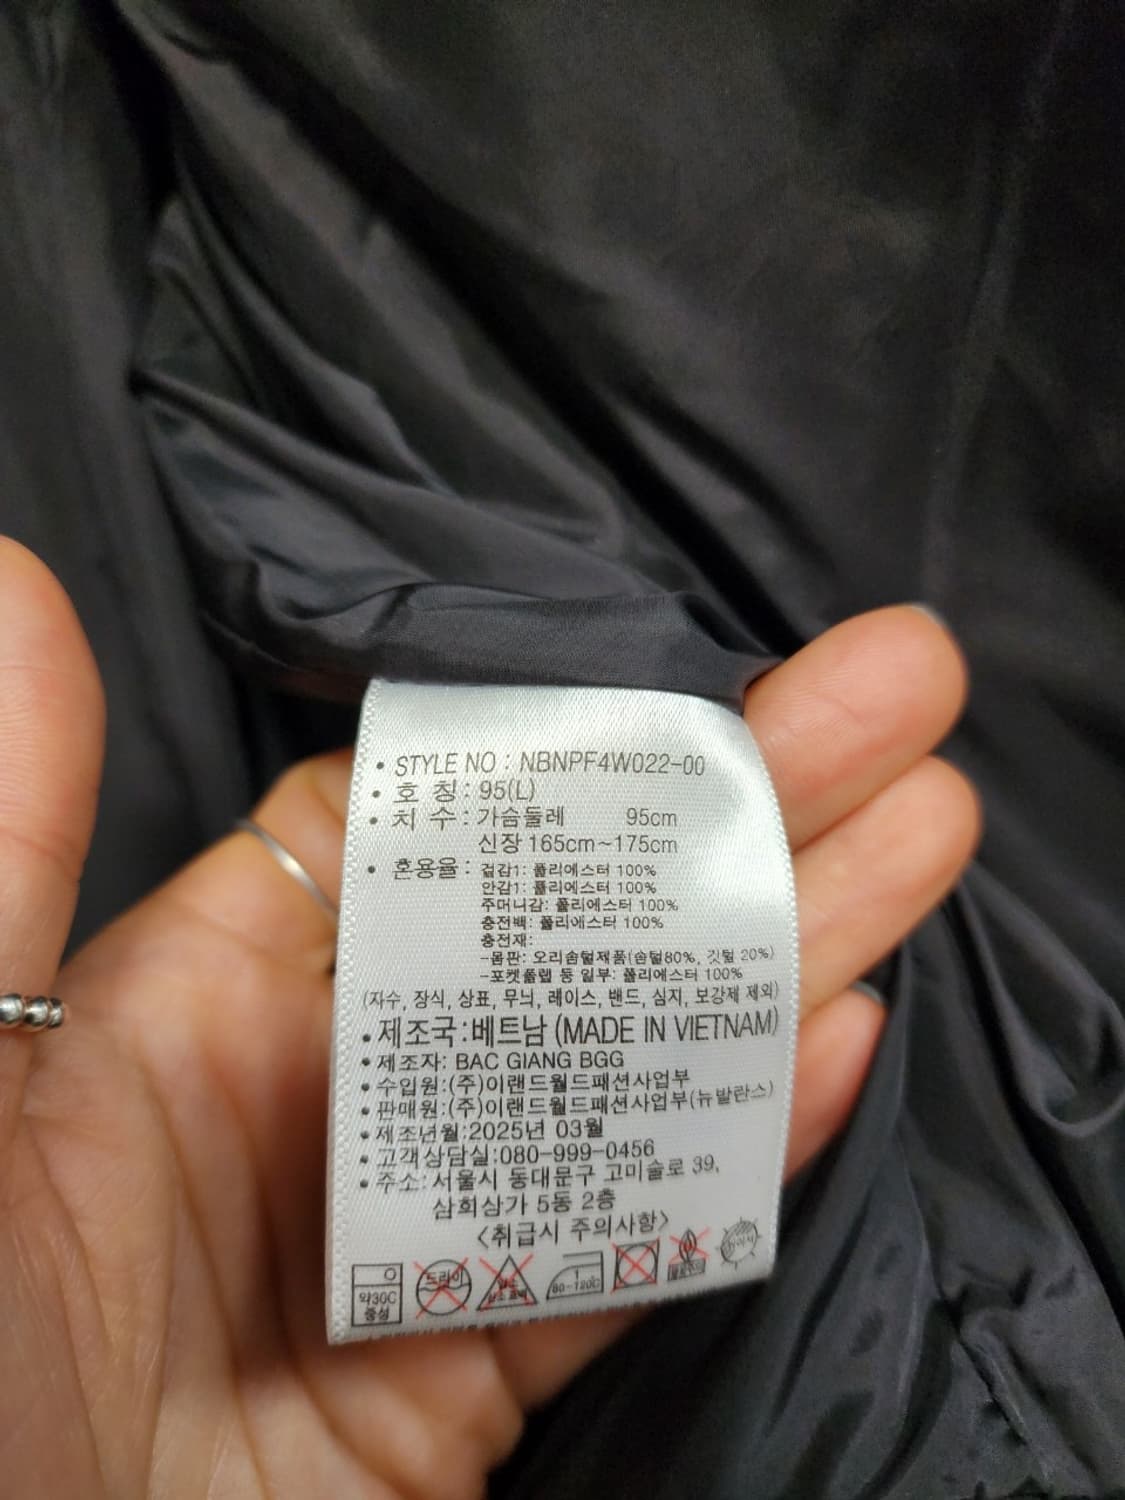 • STYLE NO : NBNPF4W022-00
• 호 칭 : 95(L)
• 치 수 : 가슴둘레 95cm
신장 165cm~175cm
• 혼용율 : 겉감1: 폴리에스터 100%
안감1: 폴리에스터 100%
주머니감: 폴리에스터 100%
충전백: 폴리에스터 100%
충전재:
-몸판: 오리솜털제품(솜털80%, 깃털 20%)
-포켓플랩 등 일부: 폴리에스터 100%
(자수, 장식, 상표, 무늬, 레이스, 밴드, 심지, 보강제 제외)
• 제조국:베트남 (MADE IN VIETNAM)
• 제조자: BAC GIANG BGG
• 수입원:(주)이랜드월드패션사업부
• 판매원:(주)이랜드월드패션사업부(뉴발란스)
• 제조년월:2025년 03월
• 고객상담실:080-999-0456
• 주소:서울시 동대문구 고미술로 39,
삼희상가 5동 2층
<취급시 주의사항>
약30C 중성
드라이
80-120C